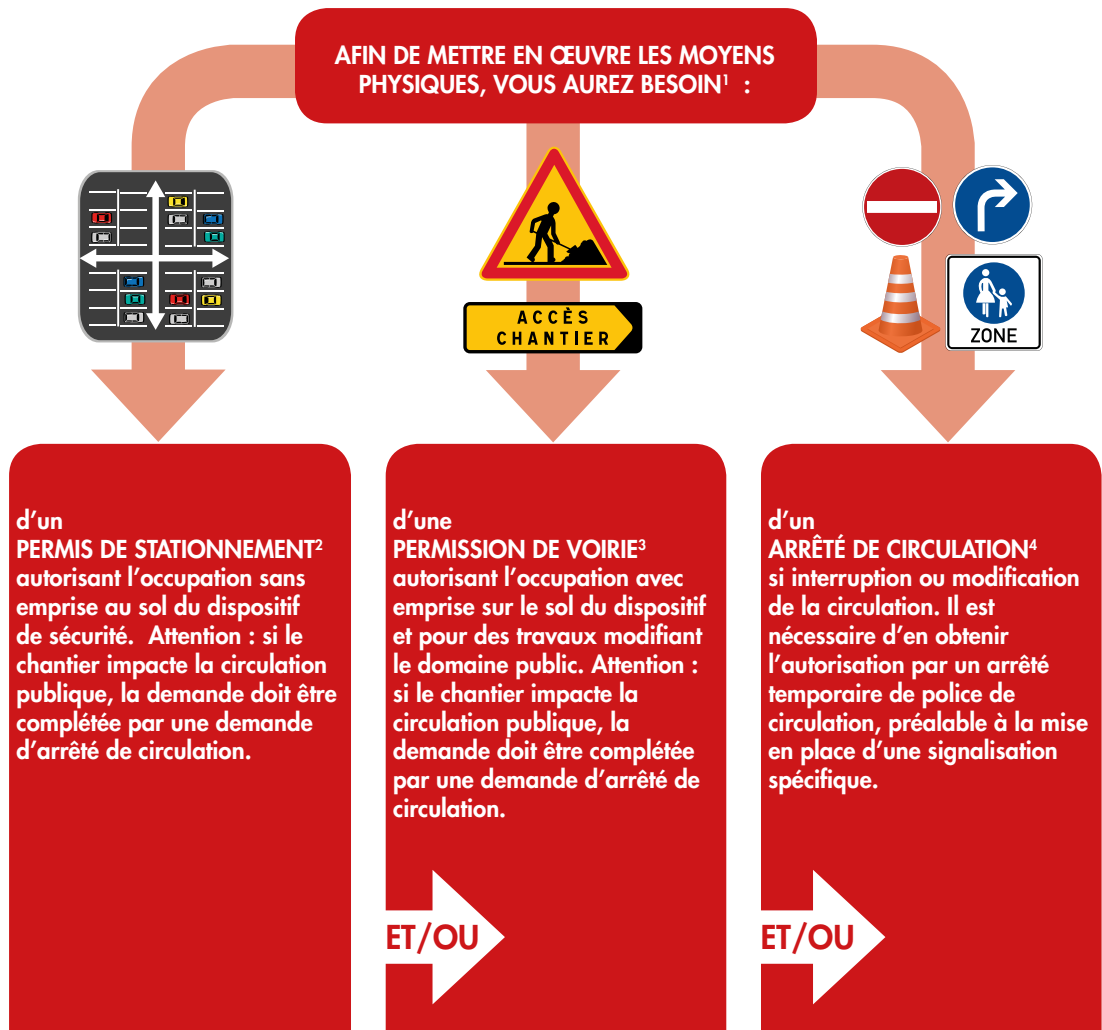 AFIN DE METTRE EN ŒUVRE LES MOYENS
PHYSIQUES, VOUS AUREZ BESOIN¹ :
ACCÈS
CHANTIER
ZONE
d’un
PERMIS DE STATIONNEMENT²
autorisant l’occupation sans
emprise au sol du dispositif
de sécurité. Attention : si le
chantier impacte la circulation
publique, la demande doit être
complétée par une demande
d’arrêté de circulation.
d’une
PERMISSION DE VOIRIE³
autorisant l’occupation avec
emprise sur le sol du dispositif
et pour des travaux modifiant
le domaine public. Attention :
si le chantier impacte la
circulation publique, la
demande doit être complétée
par une demande d’arrêté de
circulation.
ET/OU
d’un
ARRÊTÉ DE CIRCULATION⁴
si interruption ou modification
de la circulation. Il est
nécessaire d’en obtenir
l’autorisation par un arrêté
temporaire de police de
circulation, préalable à la mise
en place d’une signalisation
spécifique.
ET/OU